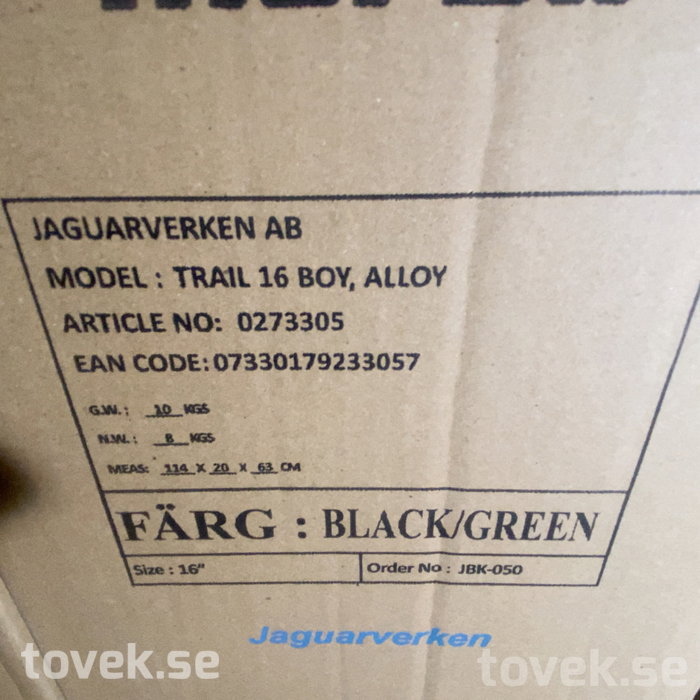 JAGUARVERKEN AB
MODEL : TRAIL 16 BOY, ALLOY
ARTICLE NO: 0273305
EAN CODE: 07330179233057
G.W.: 10 KGS
N.W.: 8 KGS
MEAS: 114 X 20 X 63 CM
FÄRG : BLACK/GREEN
Size : 16" Order No : JBK-050
Jaguarverken
tovek.se tovek.se